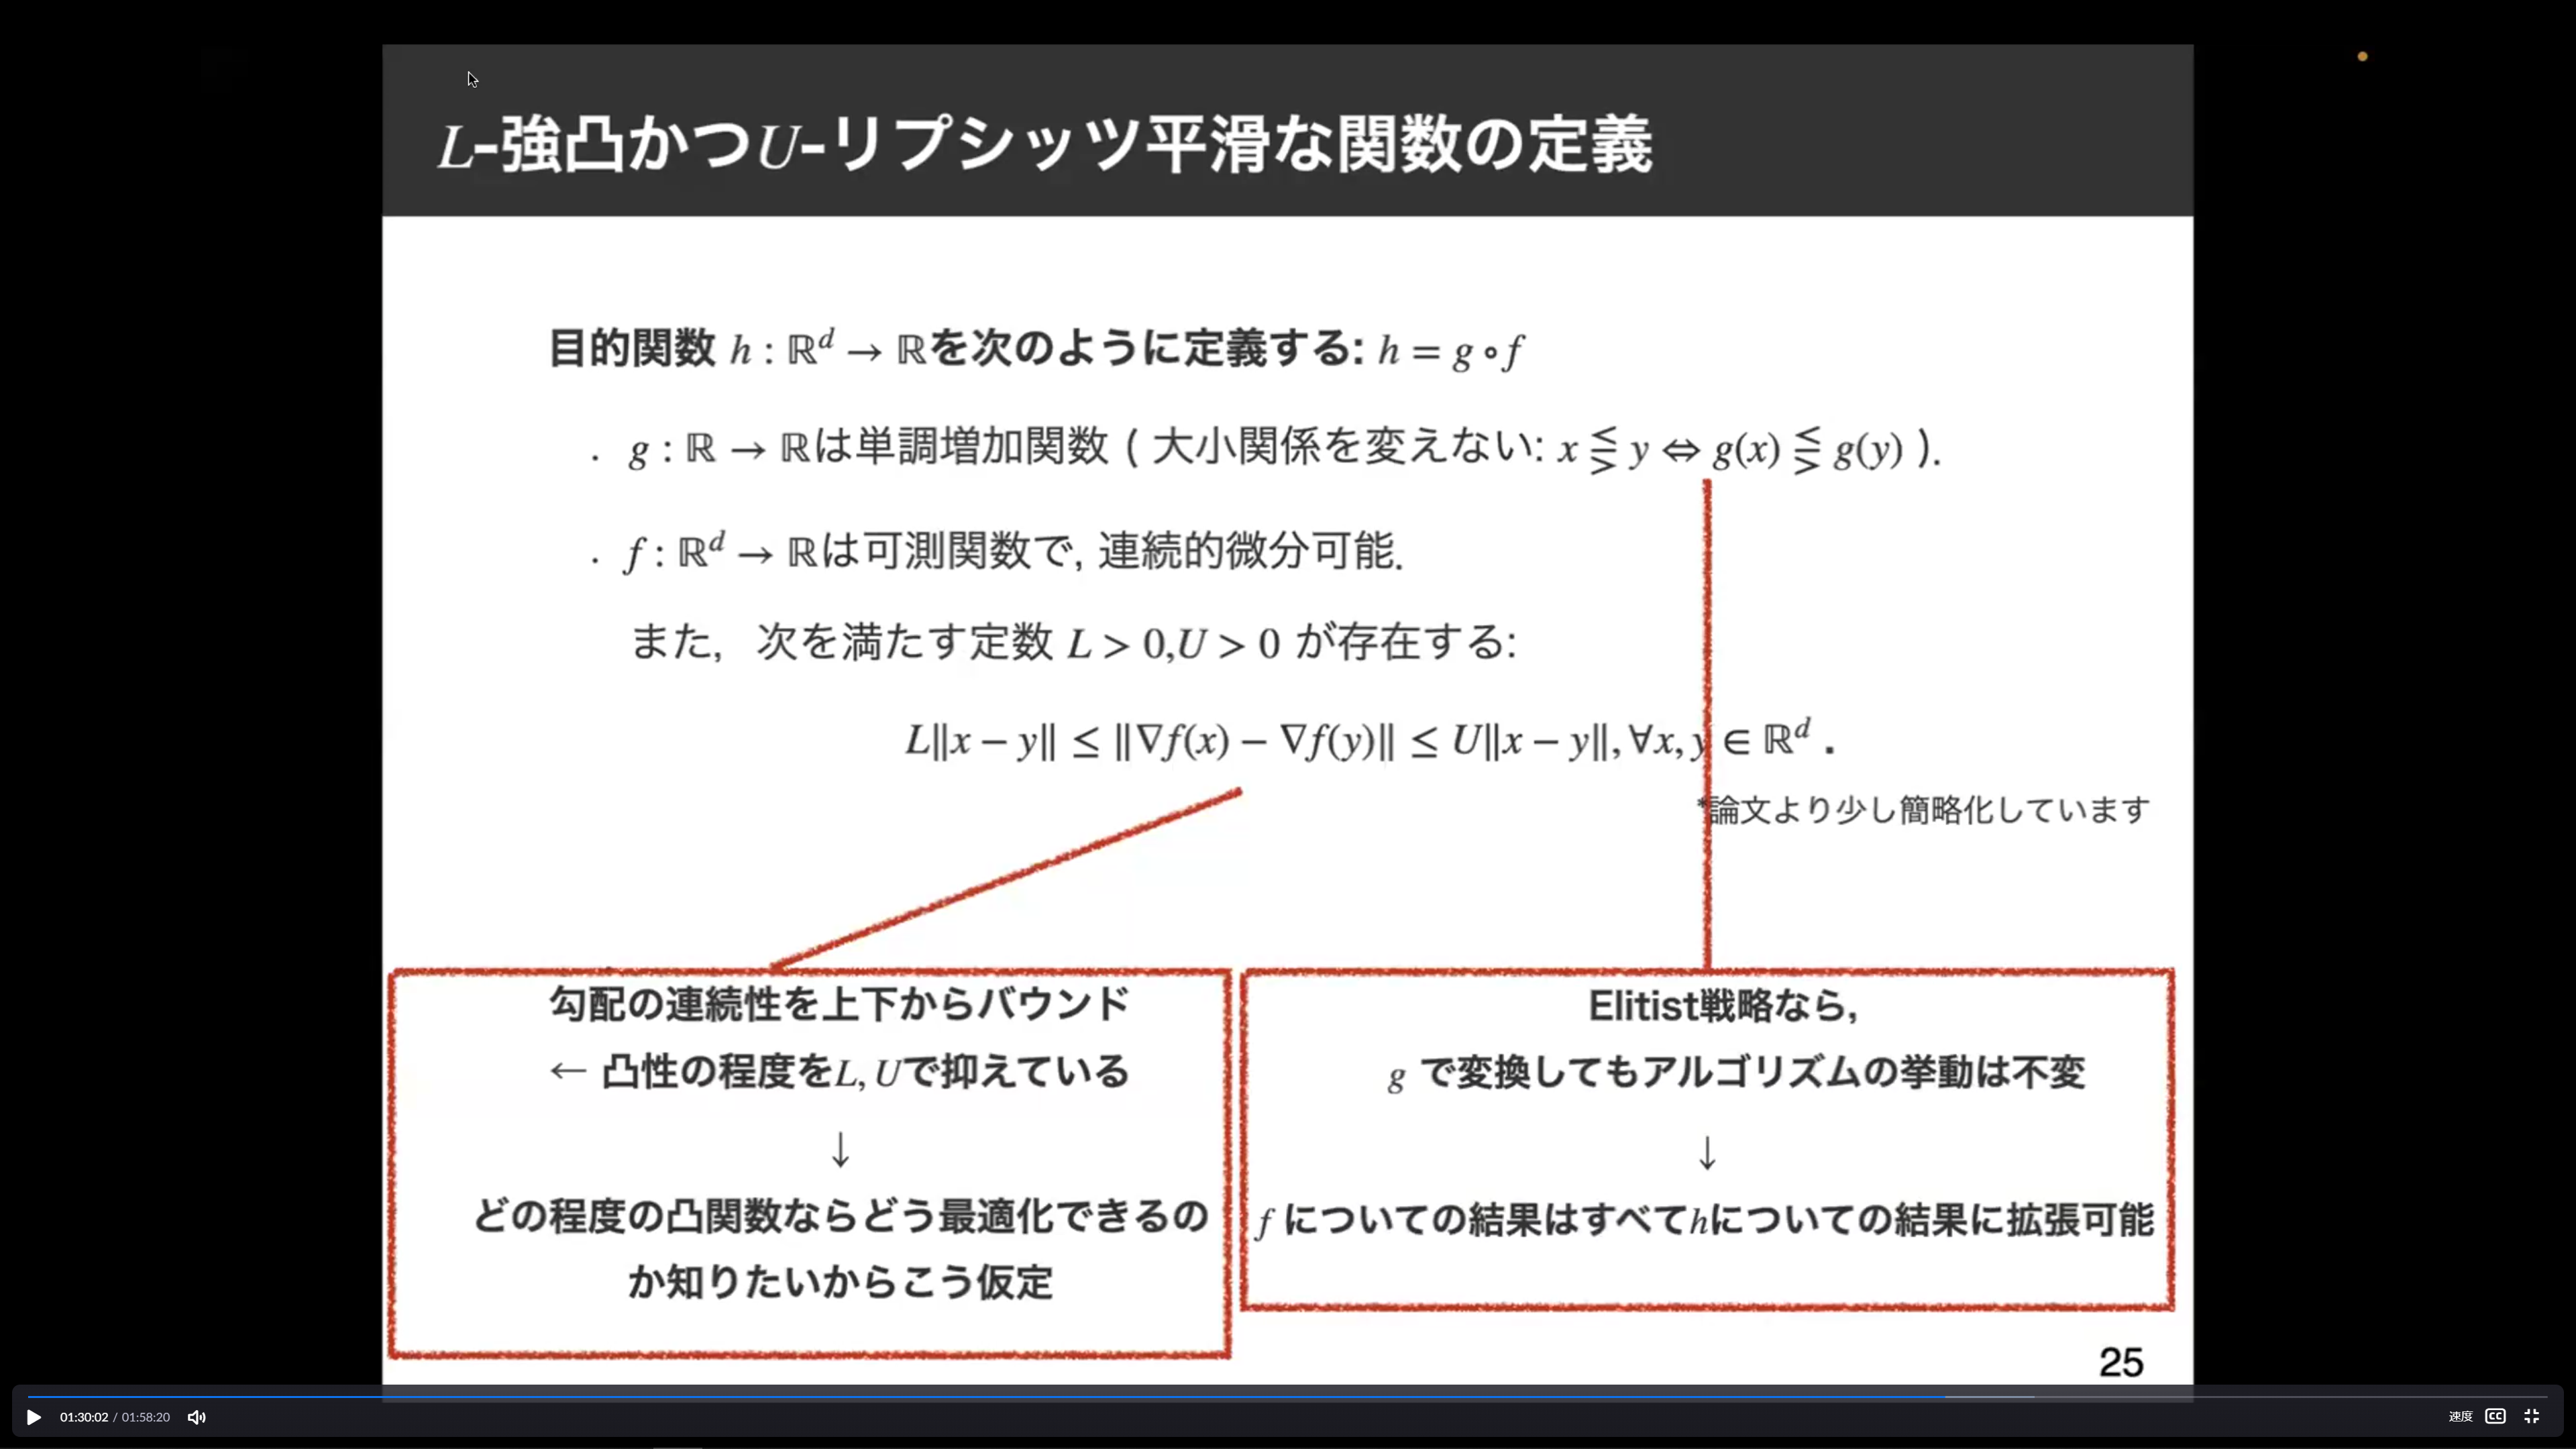 L-強凸かつU-リプシッツ平滑な関数の定義
目的関数 h : ℝᵈ → ℝを次のように定義する: h = g ∘ f
. g : ℝ → ℝは単調増加関数 ( 大小関係を変えない: x ⪋ y ⇔ g(x) ⪋ g(y) ).
. f : ℝᵈ → ℝは可測関数で, 連続的微分可能.
また, 次を満たす定数 L > 0,U > 0 が存在する:
L∥x − y∥ ≤ ∥∇f(x) − ∇f(y)∥ ≤ U∥x − y∥, ∀x, y ∈ ℝᵈ .
*論文より少し簡略化しています
勾配の連続性を上下からバウンド
← 凸性の程度をL, Uで抑えている
↓
どの程度の凸関数ならどう最適化できるの
か知りたいからこう仮定
Elitist戦略なら,
g で変換してもアルゴリズムの挙動は不変
↓
f についての結果はすべてhについての結果に拡張可能
25
01:30:02 / 01:58:20
速度
CC